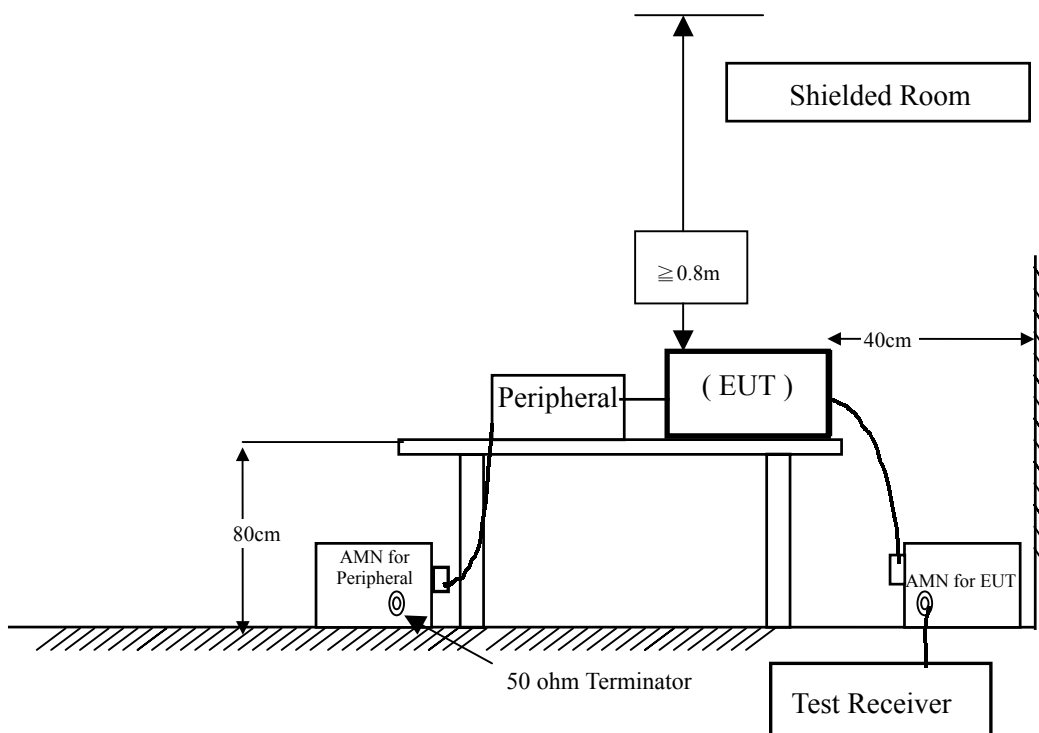 Shielded Room
≧0.8m
40cm
( EUT )
Peripheral
80cm
AMN for
Peripheral
AMN for EUT
50 ohm Terminator
Test Receiver